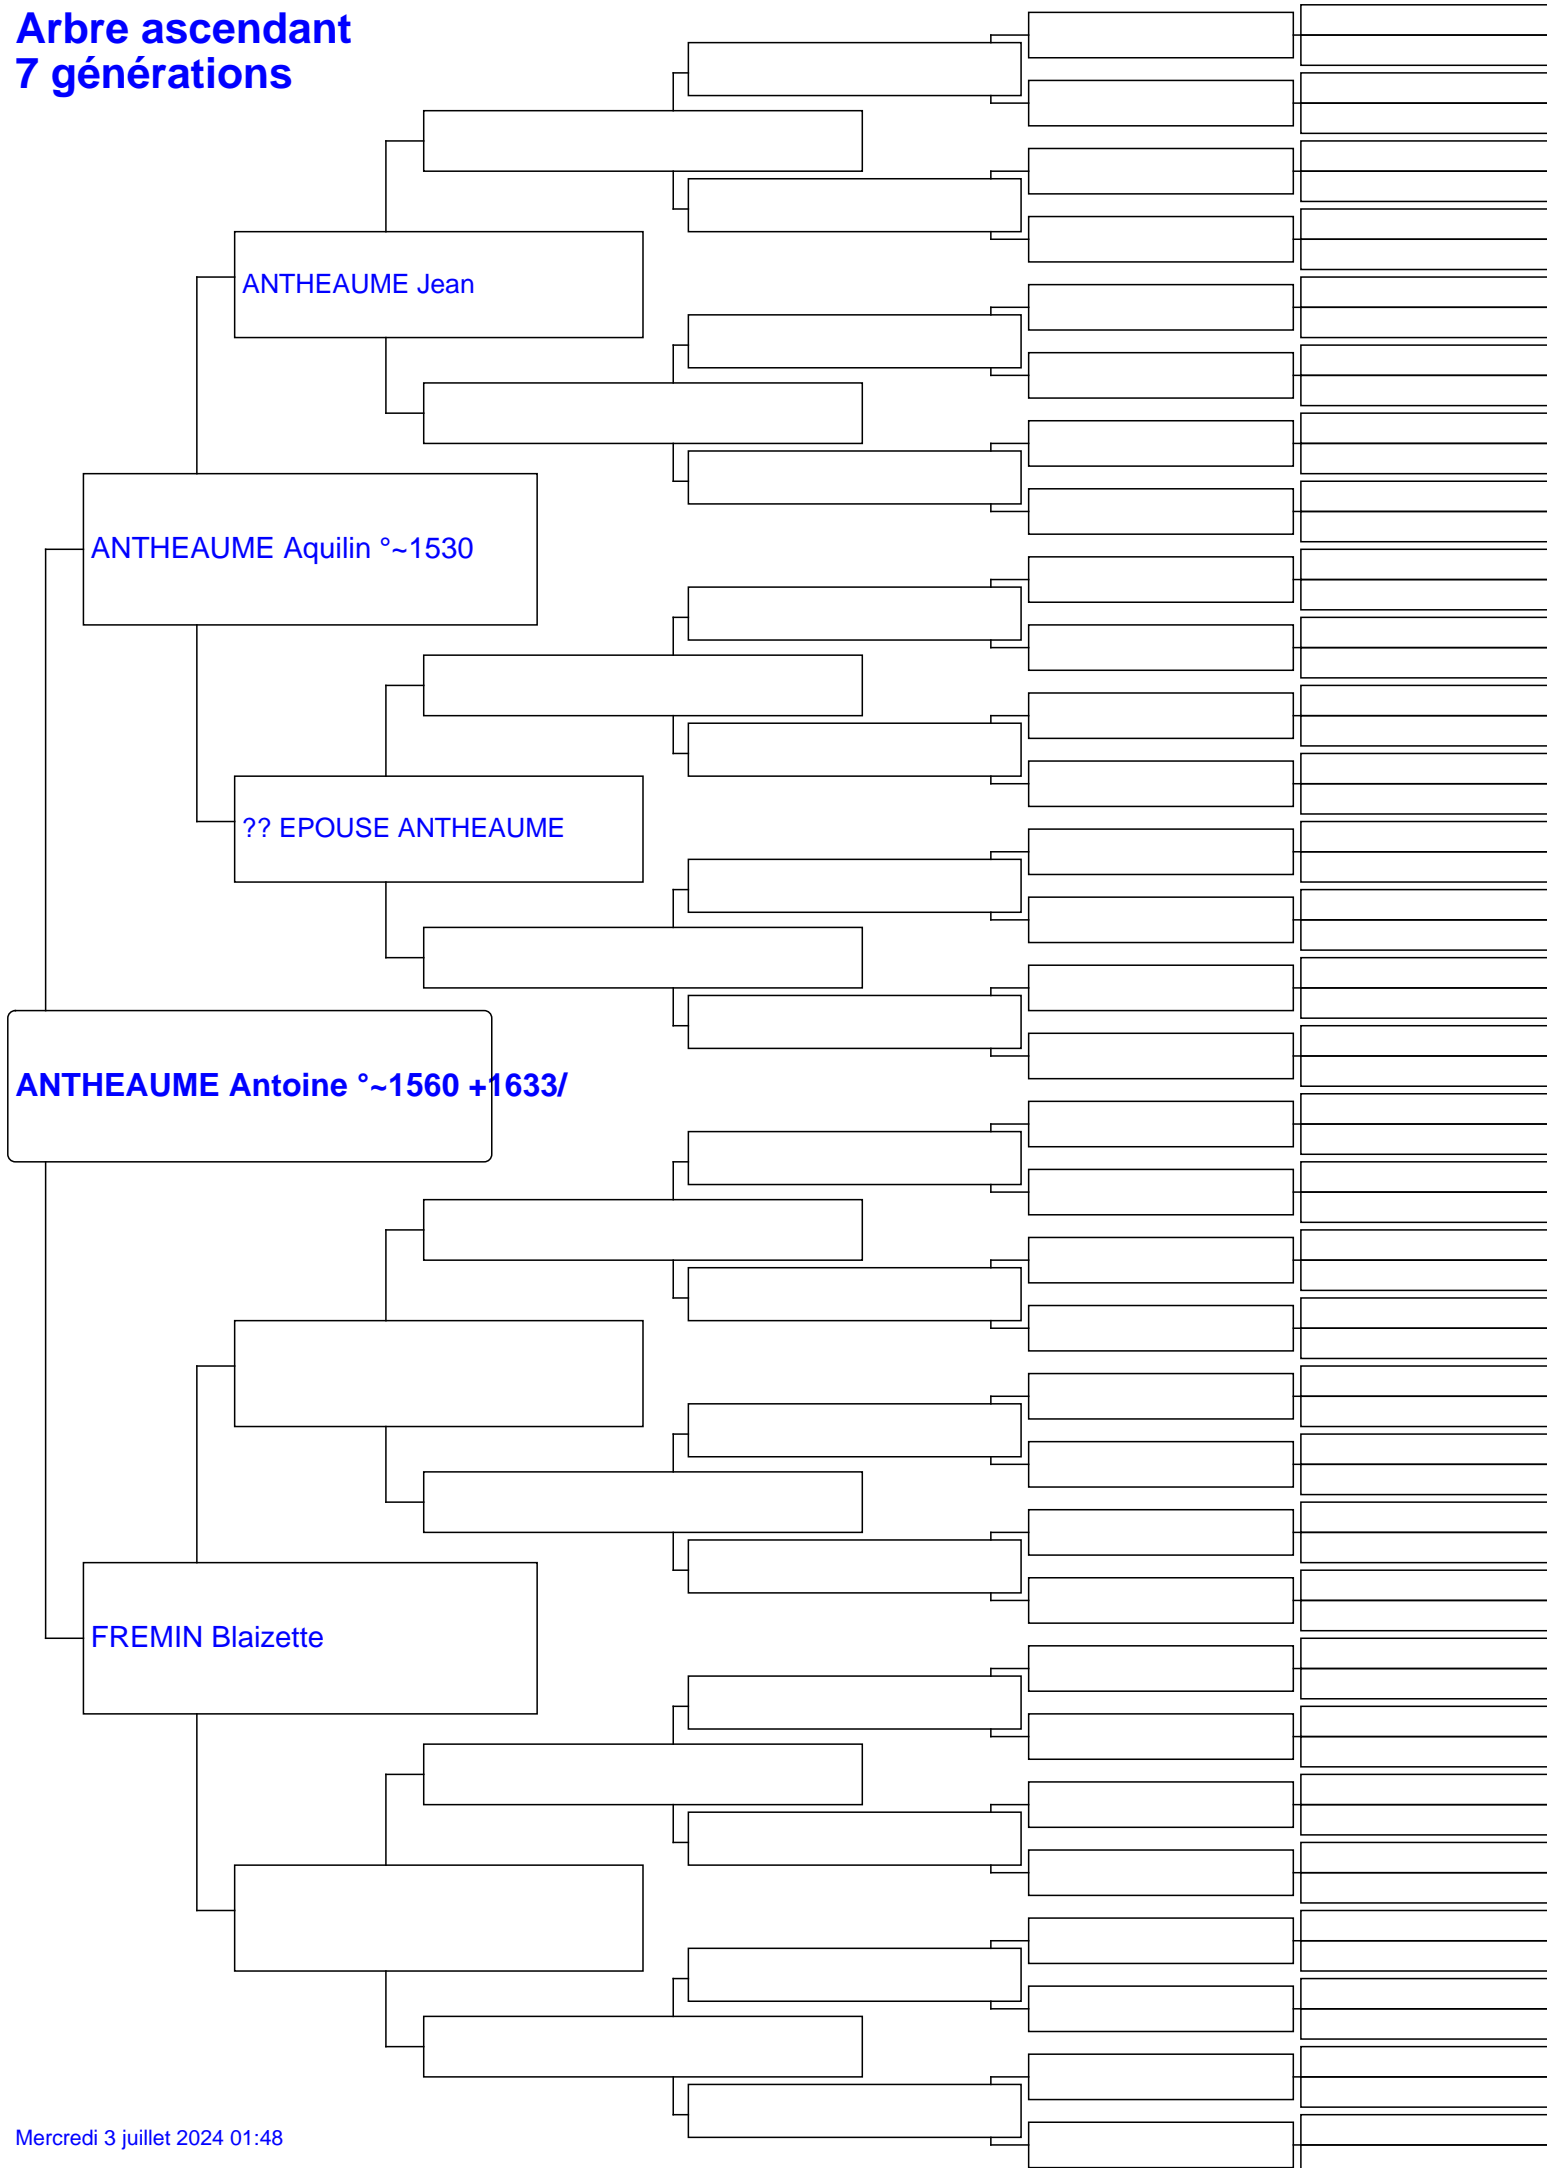 Arbre ascendant
7 générations
ANTHEAUME Jean
ANTHEAUME Aquilin °~1530
?? EPOUSE ANTHEAUME
ANTHEAUME Antoine °~1560 +1633/
FREMIN Blaizette
Mercredi 3 juillet 2024 01:48